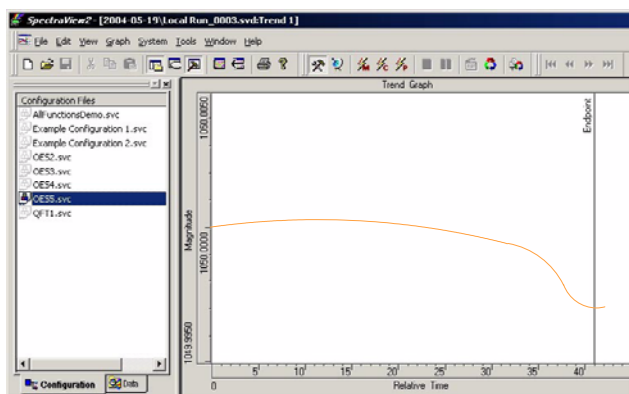 SpectraView2 - [2004-05-19\Local Run_0003.svd:Trend 1]
File Edit View Graph System Tools Window Help
Configuration Files
AllFunctionsDemo.svc
Example Configuration 1.svc
Example Configuration 2.svc
OES2.svc
OES3.svc
OES4.svc
OES5.svc
QFT1.svc
Configuration Data
Trend Graph
Endpoint
Magnitude
1050.0050
1050.0000
1049.9950
0 5' 10' 15' 20' 25' 30' 35' 40'
Relative Time